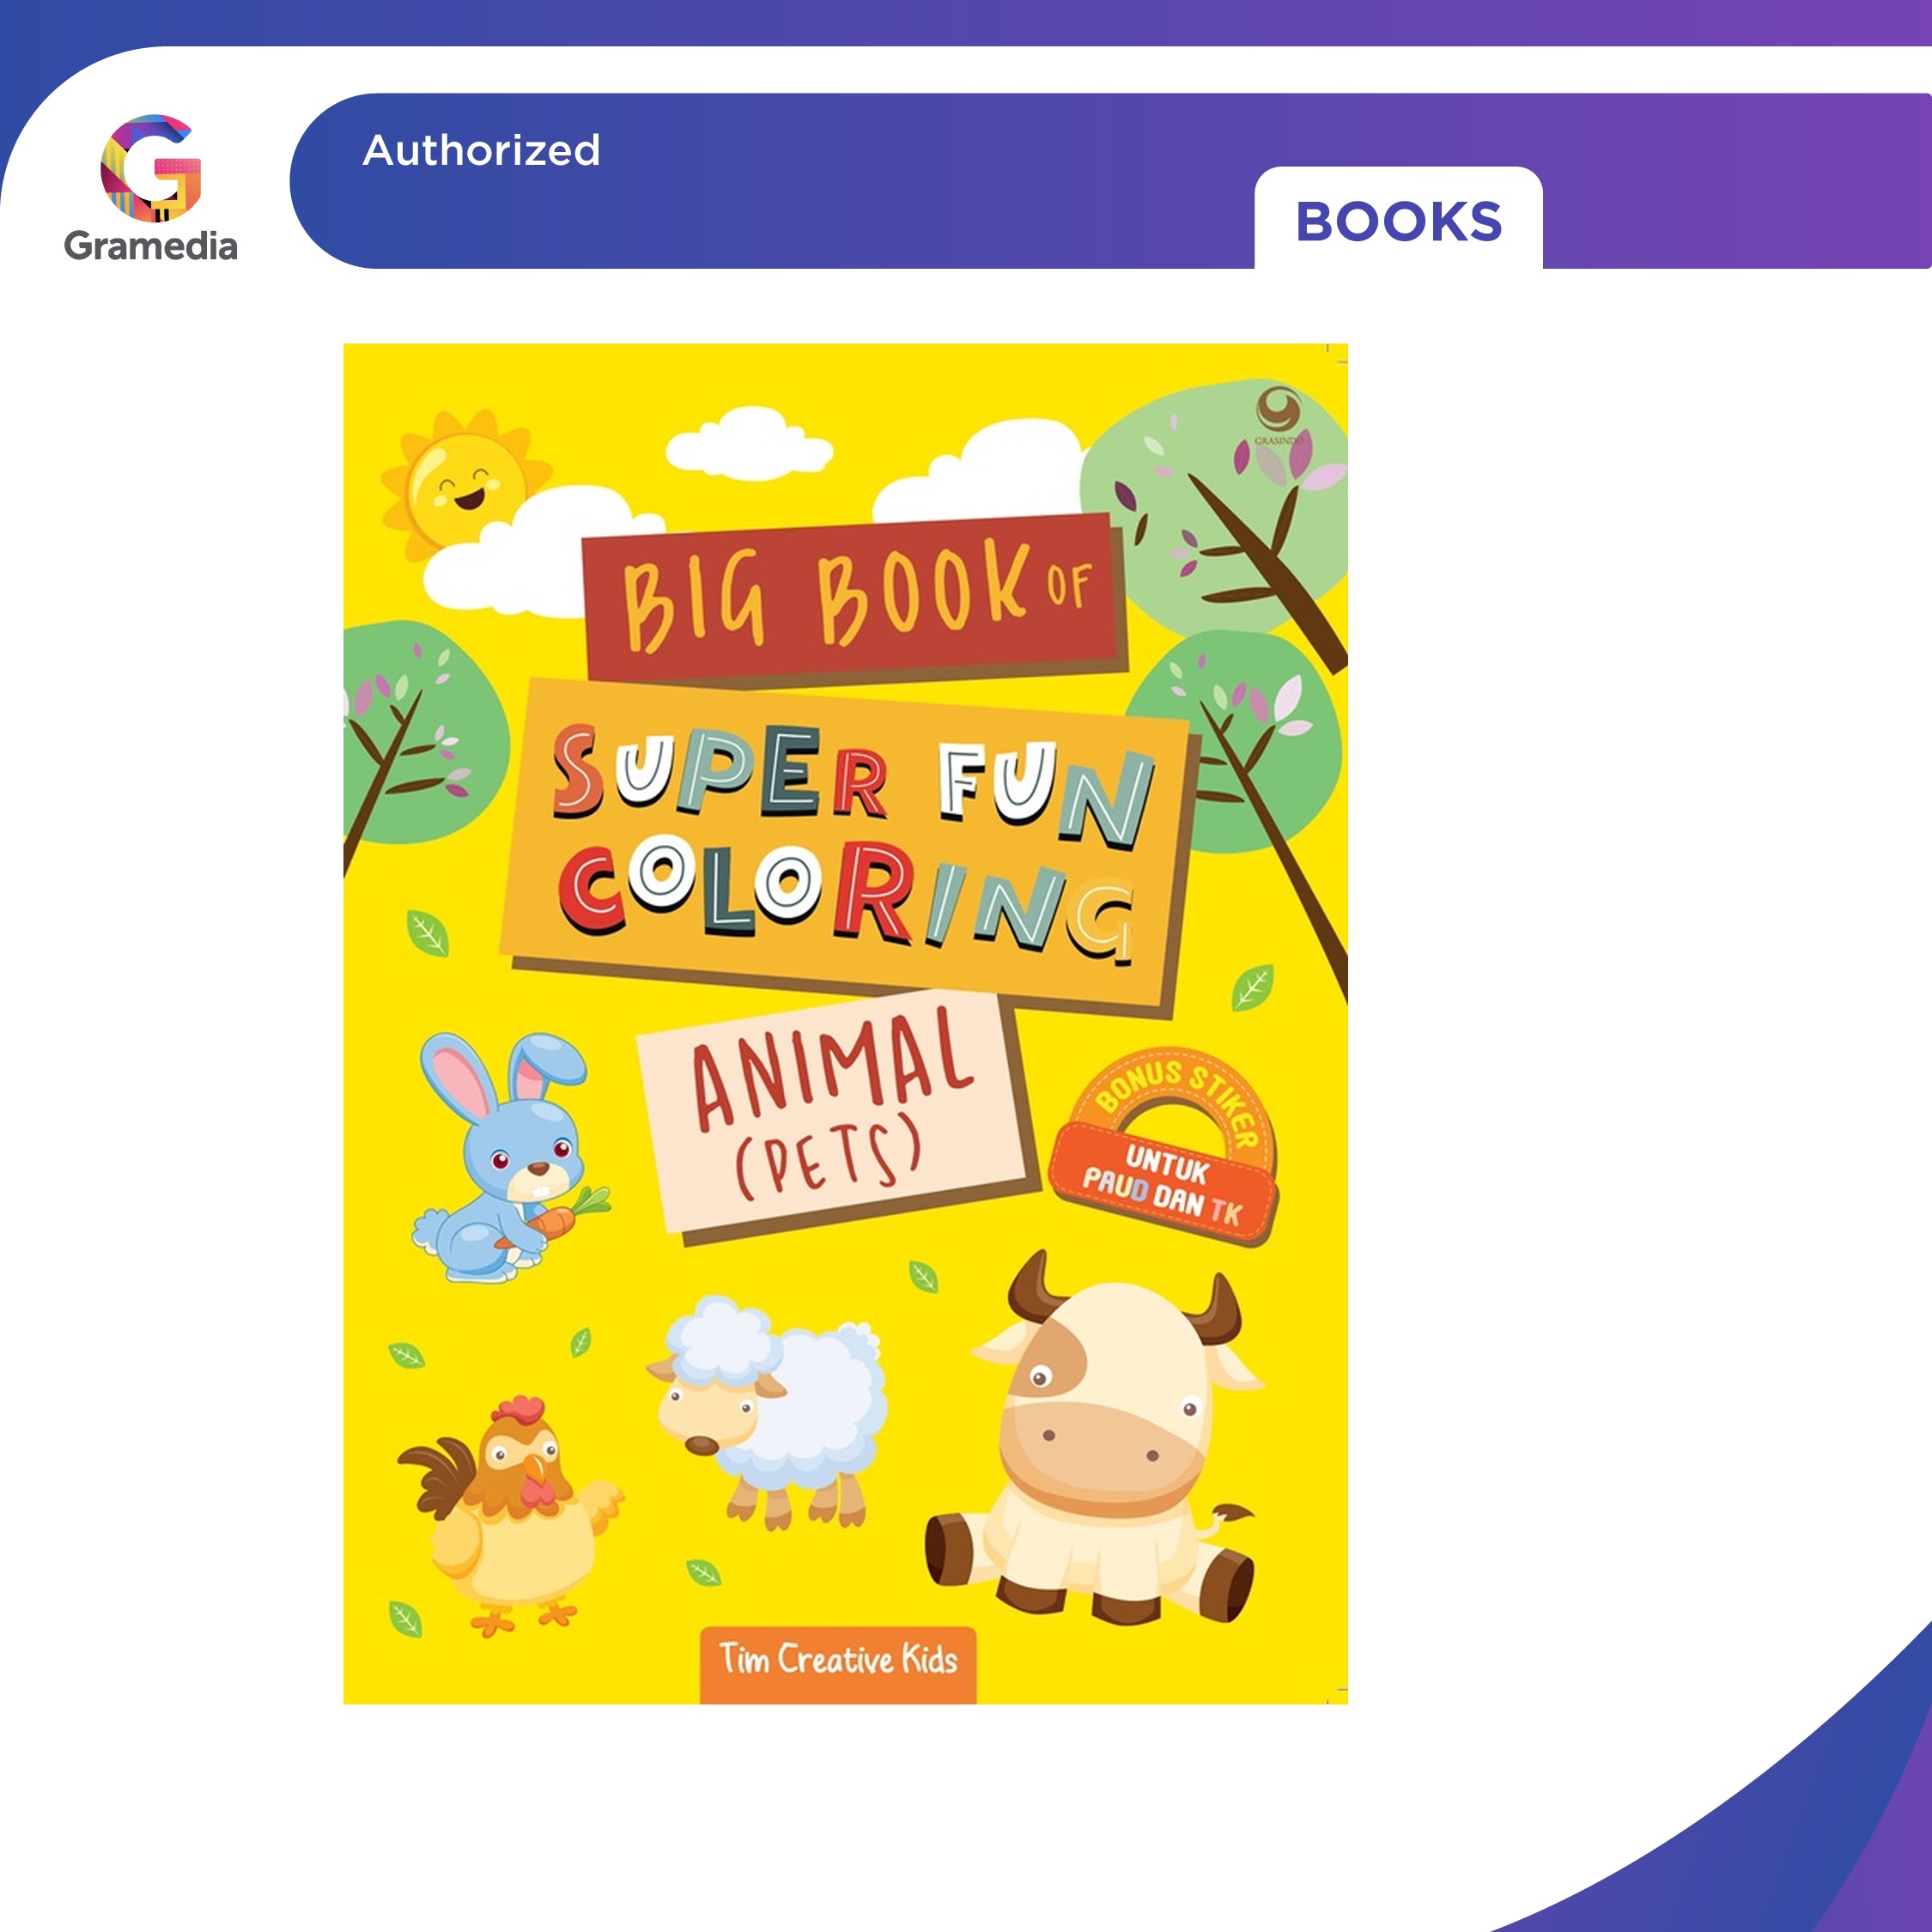 Authorized
BOOKS
Gramedia
GRASINDO
BIG BOOK OF
SUPER FUN
COLORING
ANIMAL
(PETS)
BONUS STIKER
UNTUK
PAUD DAN TK
Tim Creative Kids